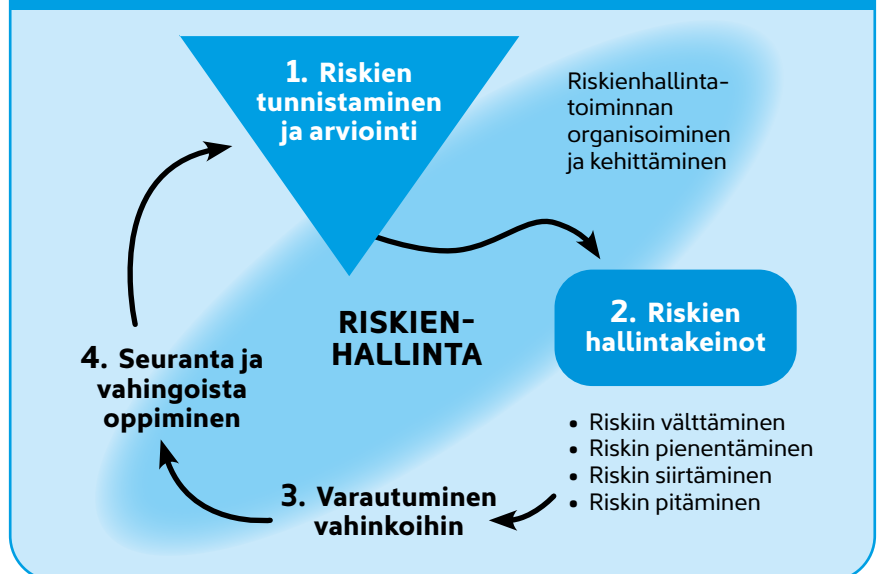 1. Riskien
tunnistaminen
ja arviointi
Riskienhallinta-
toiminnan
organisoiminen
ja kehittäminen
RISKIEN-
HALLINTA
2. Riskien
hallintakeinot
• Riskiin välttäminen
• Riskin pienentäminen
• Riskin siirtäminen
• Riskin pitäminen
3. Varautuminen
vahinkoihin
4. Seuranta ja
vahingoista
oppiminen